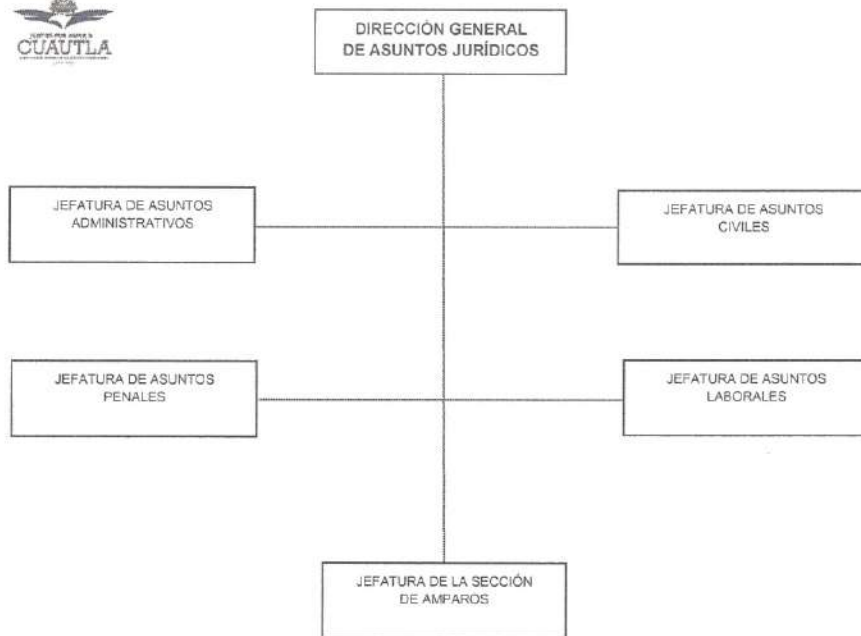 CUAUTLA
DIRECCIÓN GENERAL
DE ASUNTOS JURÍDICOS
JEFATURA DE ASUNTOS
ADMINISTRATIVOS
JEFATURA DE ASUNTOS
CIVILES
JEFATURA DE ASUNTOS
PENALES
JEFATURA DE ASUNTOS
LABORALES
JEFATURA DE LA SECCIÓN
DE AMPAROS